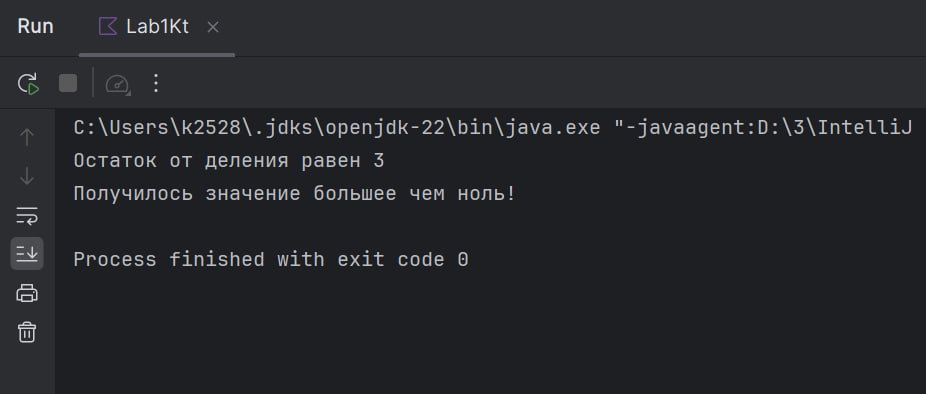 Run Lab1Kt
C:\Users\k2528\.jdks\openjdk-22\bin\java.exe "-javaagent:D:\3\IntelliJ
Остаток от деления равен 3
Получилось значение большее чем ноль!
Process finished with exit code 0